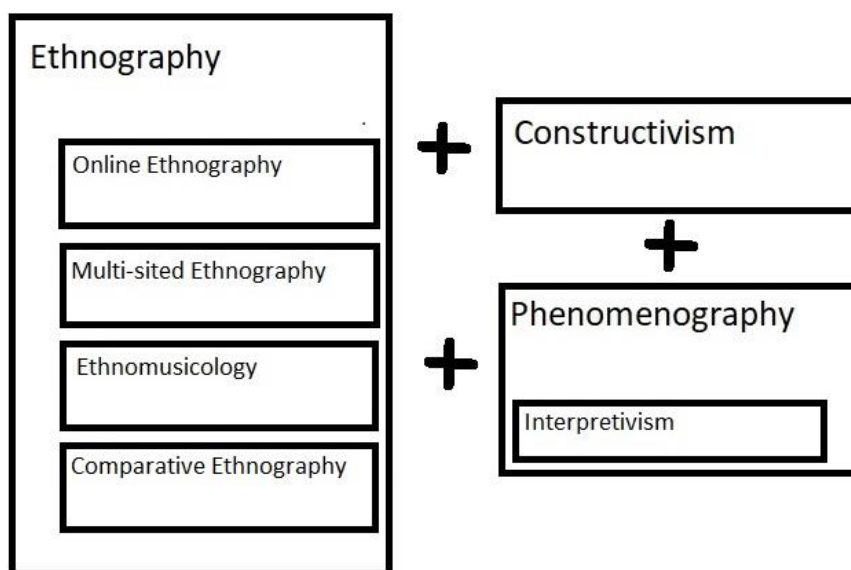 Ethnography
Online Ethnography
Multi-sited Ethnography
Ethnomusicology
Comparative Ethnography
+
Constructivism
+
+
Phenomenography
Interpretivism